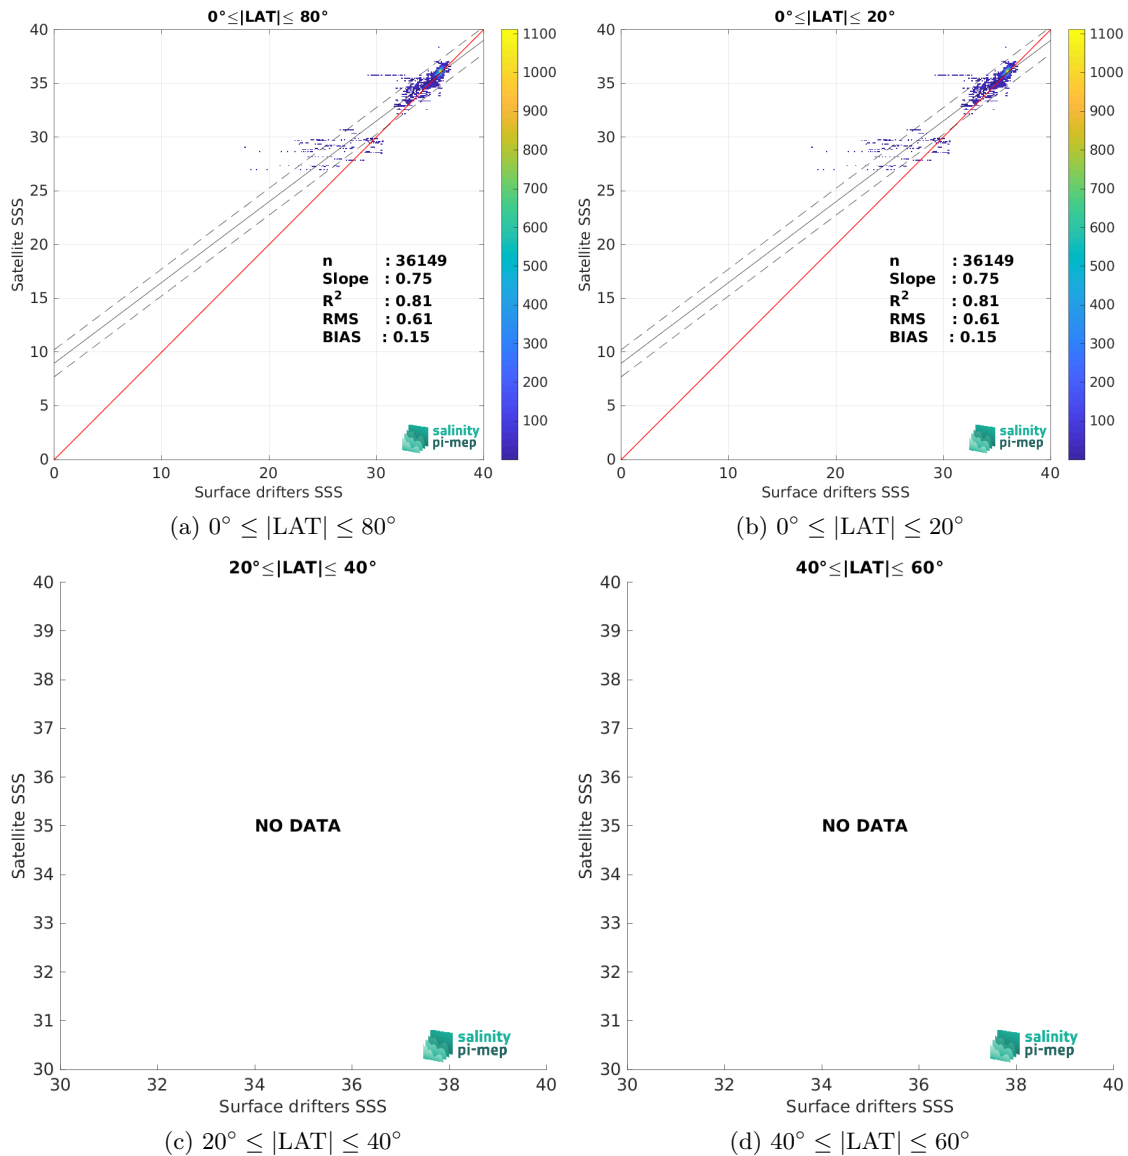 0°≤|LAT|≤ 80°
40
35
30
25
20
15
10
5
0
Satellite SSS
n : 36149
Slope : 0.75
R² : 0.81
RMS : 0.61
BIAS : 0.15
salinity
pi-mep
0 10 20 30 40
Surface drifters SSS
1100
1000
900
800
700
600
500
400
300
200
100
(a) 0° ≤ |LAT| ≤ 80°
0°≤|LAT|≤ 20°
40
35
30
25
20
15
10
5
0
Satellite SSS
n : 36149
Slope : 0.75
R² : 0.81
RMS : 0.61
BIAS : 0.15
salinity
pi-mep
0 10 20 30 40
Surface drifters SSS
1100
1000
900
800
700
600
500
400
300
200
100
(b) 0° ≤ |LAT| ≤ 20°
20°≤|LAT|≤ 40°
40
39
38
37
36
35
34
33
32
31
30
Satellite SSS
NO DATA
salinity
pi-mep
30 32 34 36 38 40
Surface drifters SSS
(c) 20° ≤ |LAT| ≤ 40°
40°≤|LAT|≤ 60°
40
39
38
37
36
35
34
33
32
31
30
Satellite SSS
NO DATA
salinity
pi-mep
30 32 34 36 38 40
Surface drifters SSS
(d) 40° ≤ |LAT| ≤ 60°